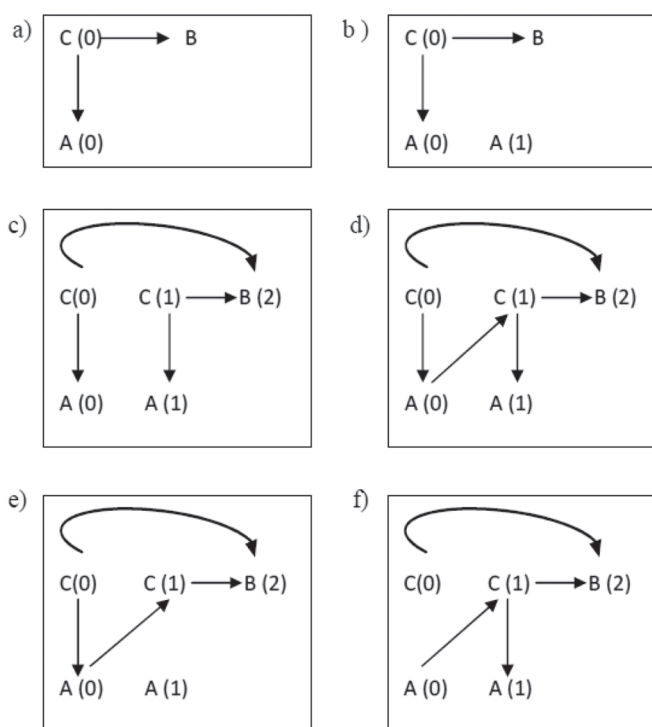 a)
C (0) B
A (0)
b )
C (0) B
A (0) A (1)
c)
C(0) C (1) B (2)
A (0) A (1)
d)
C(0) C (1) B (2)
A (0) A (1)
e)
C(0) C (1) B (2)
A (0) A (1)
f)
C(0) C (1) B (2)
A (0) A (1)